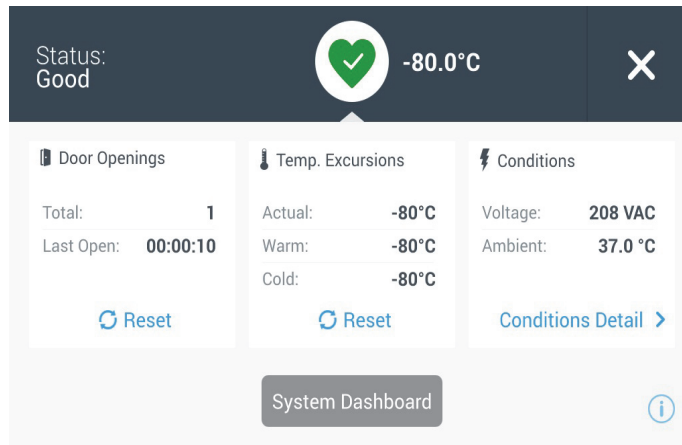 Status:
Good
-80.0°C
Door Openings
Total: 1
Last Open: 00:00:10
Reset
Temp. Excursions
Actual: -80°C
Warm: -80°C
Cold: -80°C
Reset
Conditions
Voltage: 208 VAC
Ambient: 37.0 °C
Conditions Detail
System Dashboard